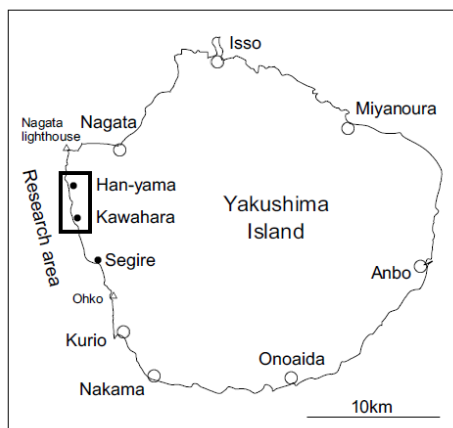 Isso
Miyanoura
Nagata
lighthouse
Nagata
Han-yama
Kawahara
Research area
Yakushima
Island
Segire
Anbo
Ohko
Kurio
Onoaida
Nakama
10km